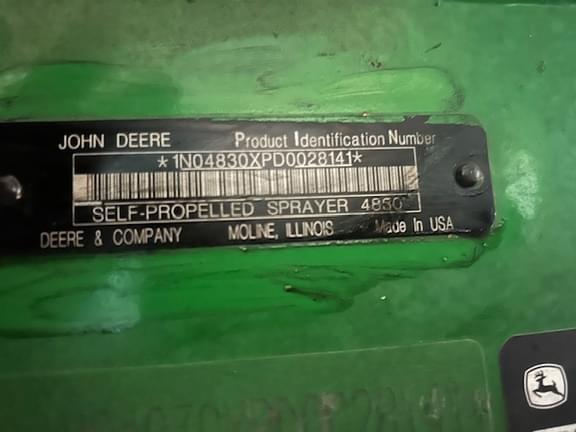 JOHN DEERE Product Identification Number
*1N04830XPD0028141*
SELF-PROPELLED SPRAYER 4830
DEERE & COMPANY MOLINE, ILLINOIS Made In USA